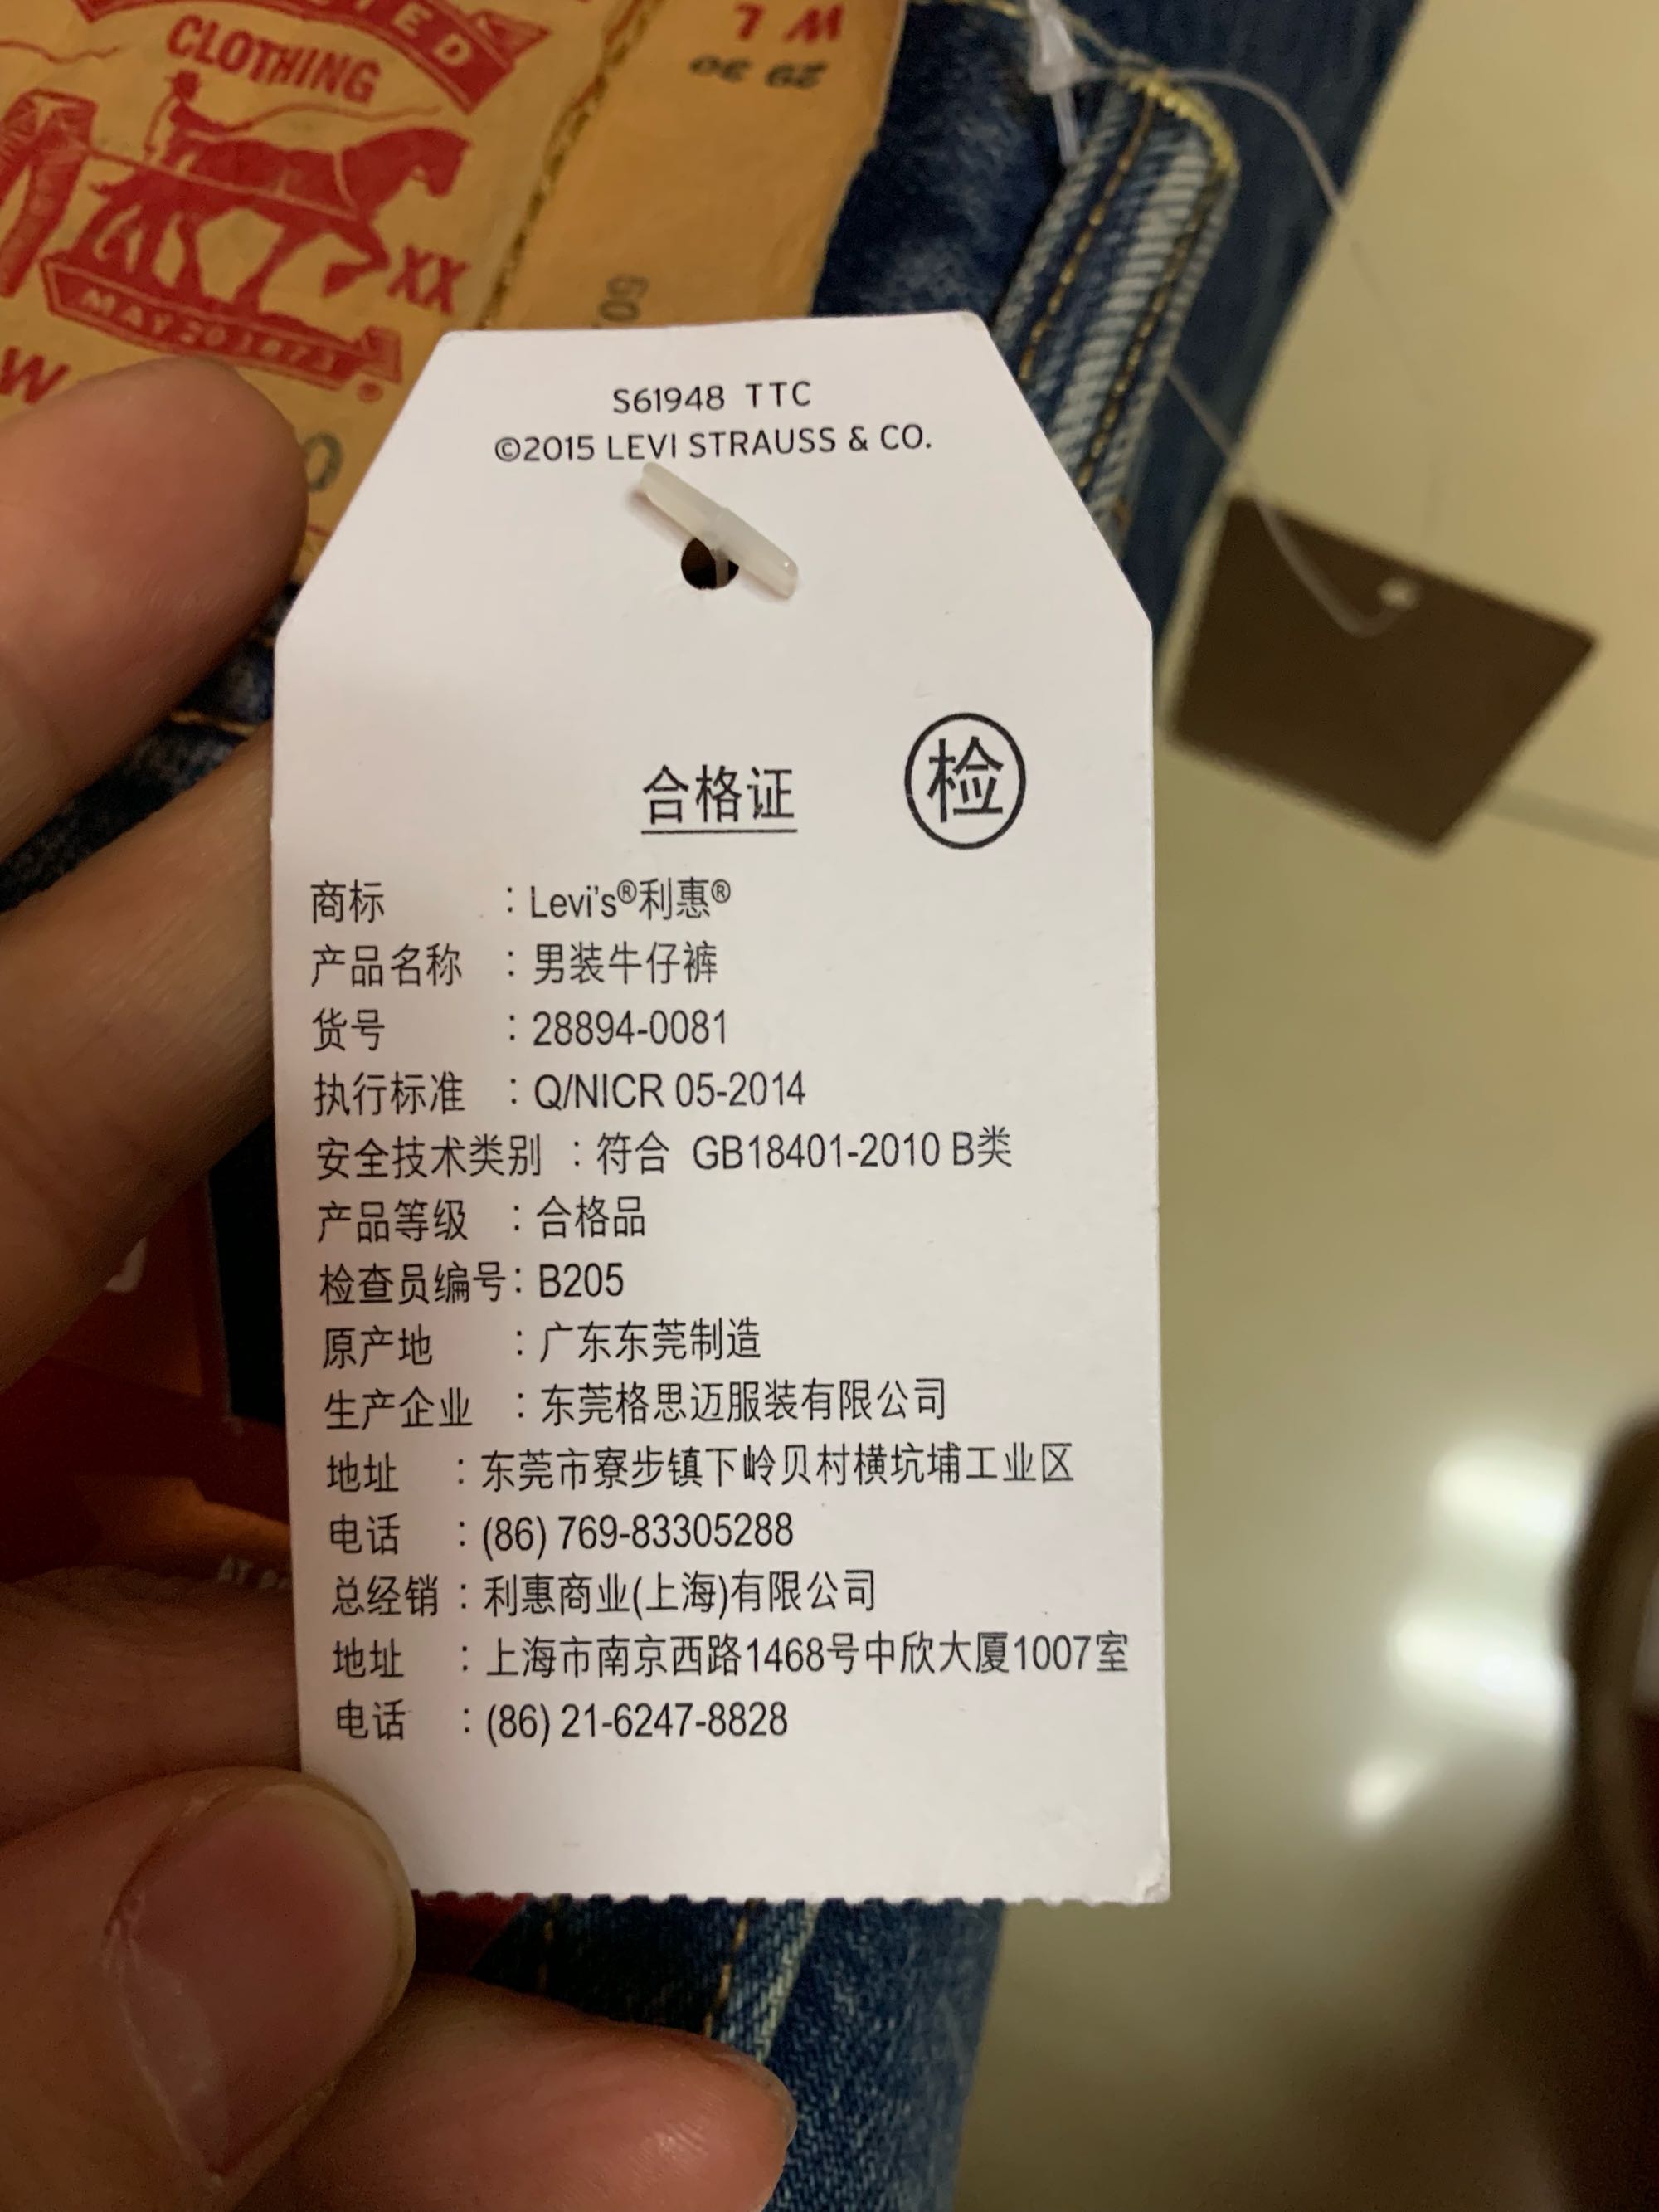 CLOTHING
XX
MAY 20 1873
W L
29 30
S61948 TTC
©2015 LEVI STRAUSS & CO.
合格证
检
商标 : Levi's®利惠®
产品名称 : 男装牛仔裤
货号 : 28894-0081
执行标准 : Q/NICR 05-2014
安全技术类别 : 符合 GB18401-2010 B类
产品等级 : 合格品
检查员编号 : B205
原产地 : 广东东莞制造
生产企业 : 东莞格思迈服装有限公司
地址 : 东莞市寮步镇下岭贝村横坑埔工业区
电话 : (86) 769-83305288
总经销 : 利惠商业(上海)有限公司
地址 : 上海市南京西路1468号中欣大厦1007室
电话 : (86) 21-6247-8828